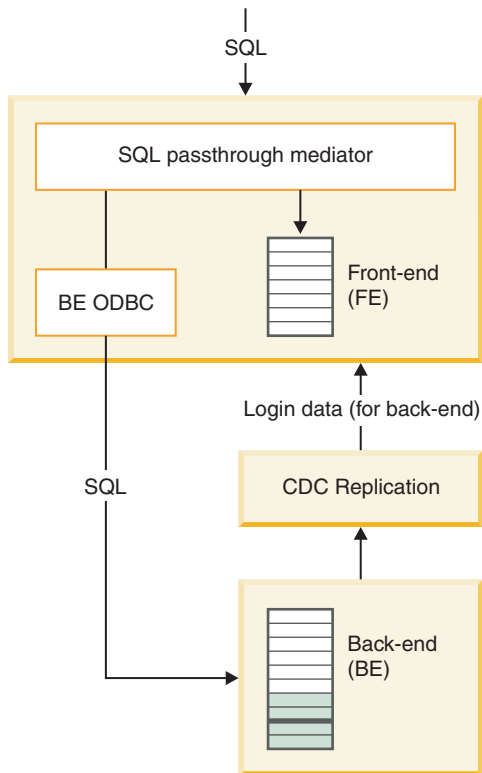 SQL
SQL passthrough mediator
Front-end
(FE)
BE ODBC
Login data (for back-end)
SQL
CDC Replication
Back-end
(BE)